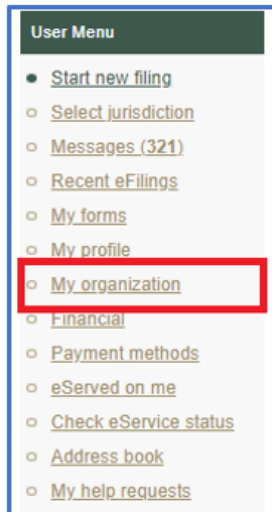 User Menu
Start new filing
Select jurisdiction
Messages (321)
Recent eFilings
My forms
My profile
My organization
Financial
Payment methods
eServed on me
Check eService status
Address book
My help requests